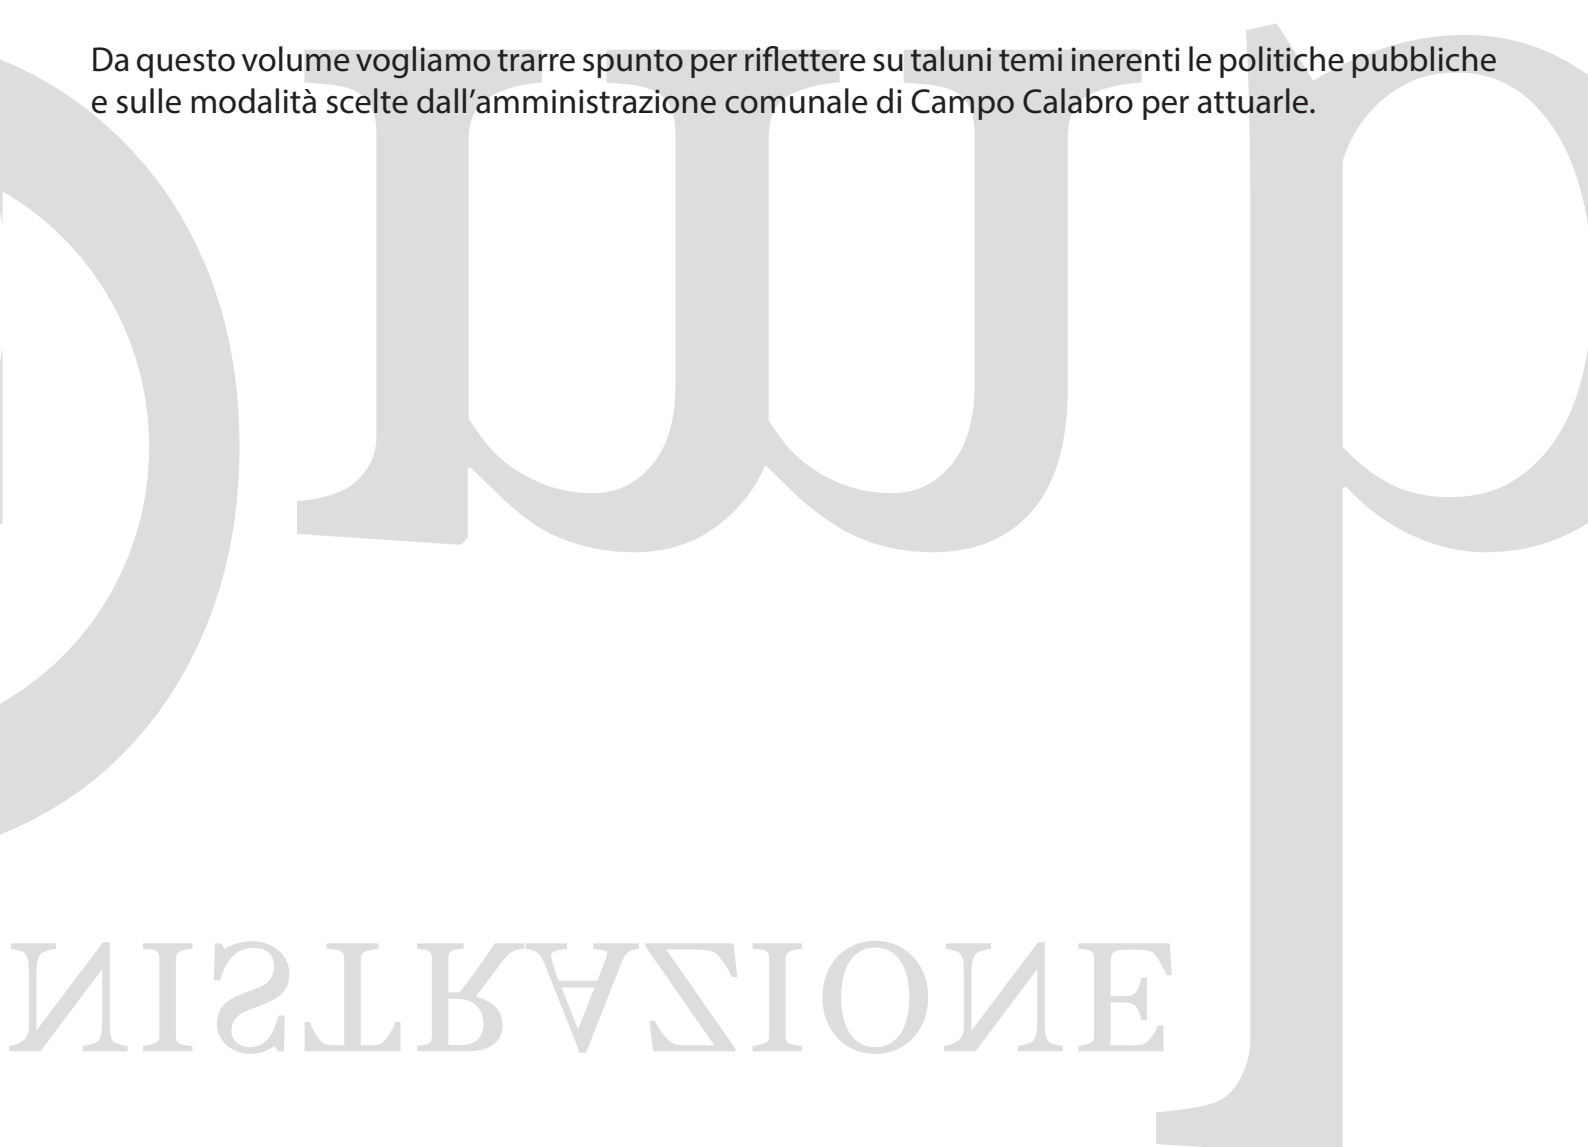 Da questo volume vogliamo trarre spunto per riflettere su taluni temi inerenti le politiche pubbliche
e sulle modalità scelte dall’amministrazione comunale di Campo Calabro per attuarle.
NISTRAZIONE